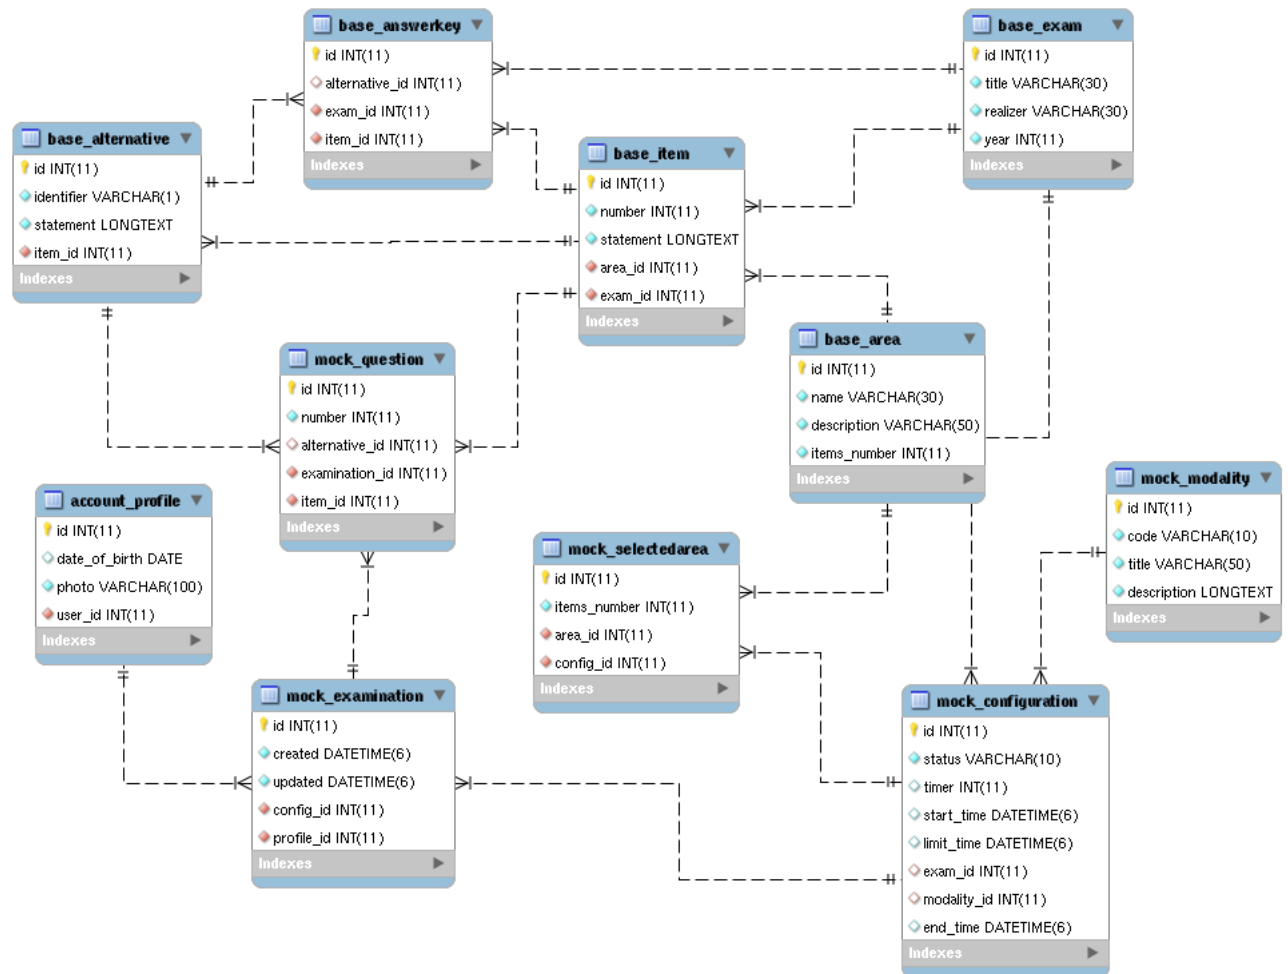 base_answerkey
id INT(11)
alternative_id INT(11)
exam_id INT(11)
item_id INT(11)
Indexes
base_exam
id INT(11)
title VARCHAR(30)
realizer VARCHAR(30)
year INT(11)
Indexes
base_alternative
id INT(11)
identifier VARCHAR(1)
statement LONGTEXT
item_id INT(11)
Indexes
base_item
id INT(11)
number INT(11)
statement LONGTEXT
area_id INT(11)
exam_id INT(11)
Indexes
base_area
id INT(11)
name VARCHAR(30)
description VARCHAR(50)
items_number INT(11)
Indexes
mock_question
id INT(11)
number INT(11)
alternative_id INT(11)
examination_id INT(11)
item_id INT(11)
Indexes
mock_modality
id INT(11)
code VARCHAR(10)
title VARCHAR(50)
description LONGTEXT
Indexes
account_profile
id INT(11)
date_of_birth DATE
photo VARCHAR(100)
user_id INT(11)
Indexes
mock_selectedarea
id INT(11)
items_number INT(11)
area_id INT(11)
config_id INT(11)
Indexes
mock_examination
id INT(11)
created DATETIME(6)
updated DATETIME(6)
config_id INT(11)
profile_id INT(11)
Indexes
mock_configuration
id INT(11)
status VARCHAR(10)
timer INT(11)
start_time DATETIME(6)
limit_time DATETIME(6)
exam_id INT(11)
modality_id INT(11)
end_time DATETIME(6)
Indexes